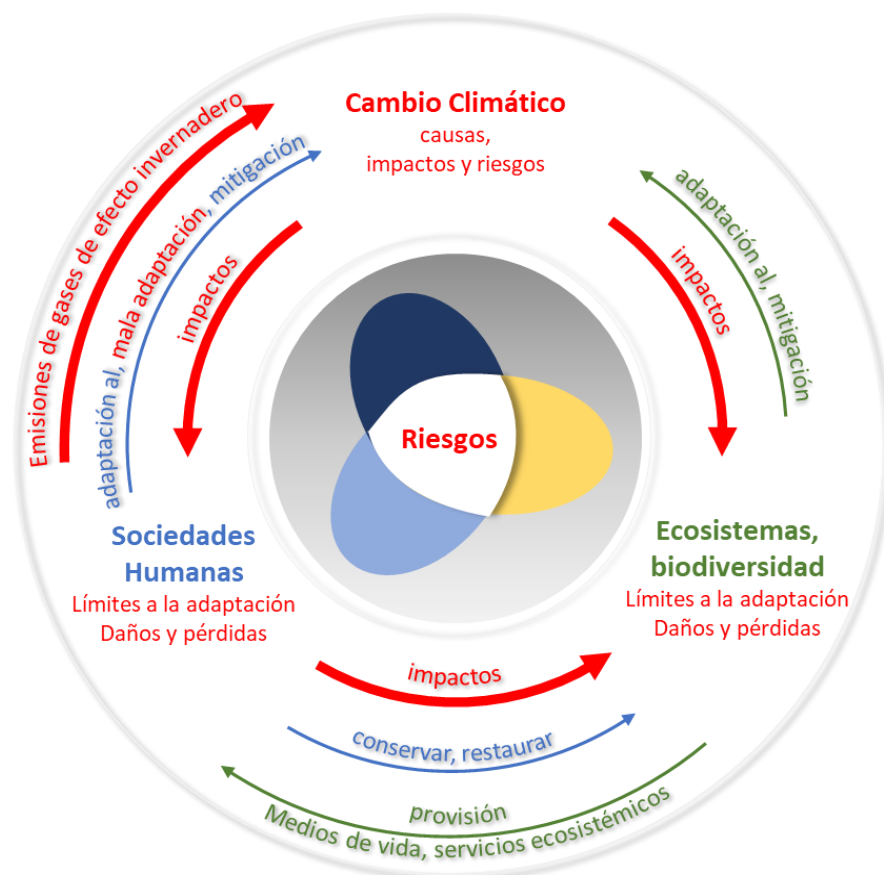 Cambio Climático
causas,
impactos y riesgos
Emisiones de gases de efecto invernadero
adaptación al, mala adaptación, mitigación
impactos
adaptación al, mitigación
impactos
Riesgos
Sociedades
Humanas
Límites a la adaptación
Daños y pérdidas
Ecosistemas,
biodiversidad
Límites a la adaptación
Daños y pérdidas
impactos
conservar, restaurar
provisión
Medios de vida, servicios ecosistémicos